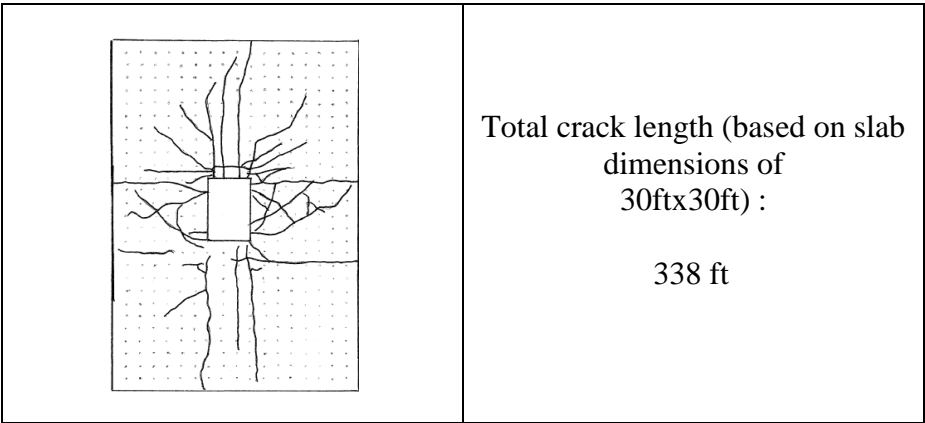 Total crack length (based on slab
dimensions of
30ftx30ft) :
338 ft